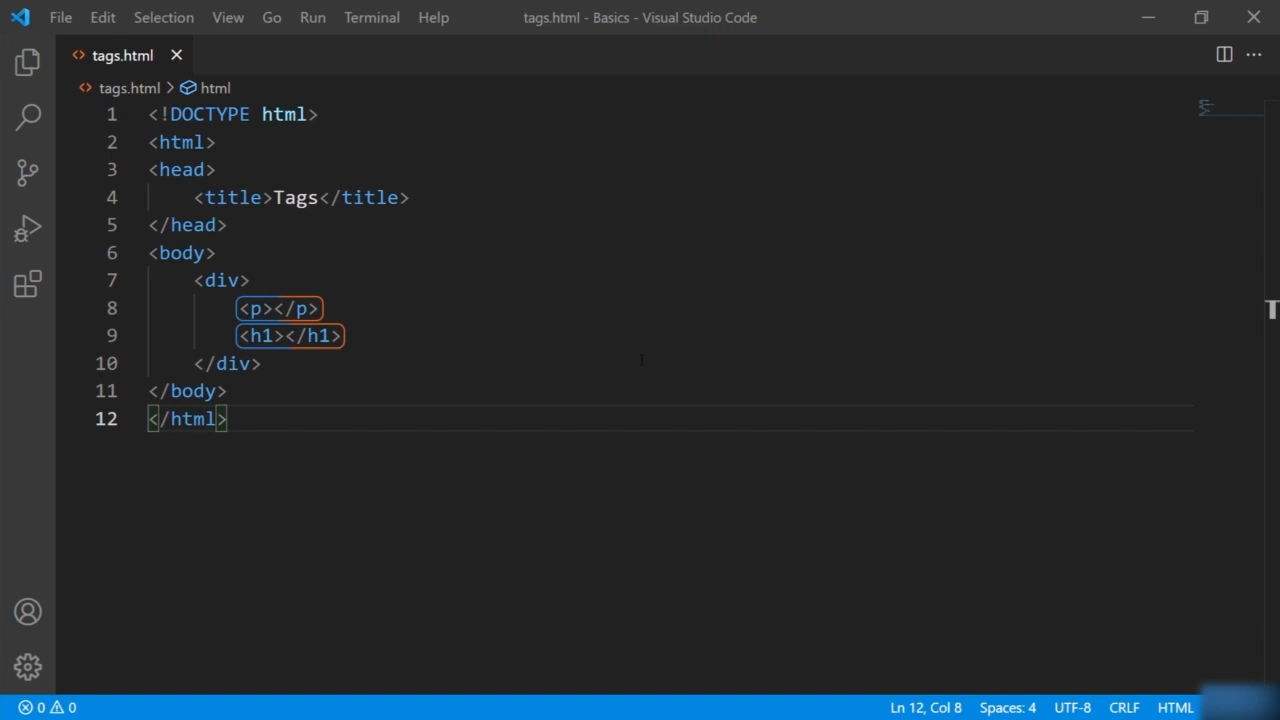 File Edit Selection View Go Run Terminal Help tags.html - Basics - Visual Studio Code
tags.html
tags.html > html
1 <!DOCTYPE html>
2 <html>
3 <head>
4 <title>Tags</title>
5 </head>
6 <body>
7 <div>
8 <p></p>
9 <h1></h1>
10 </div>
11 </body>
12 </html>
T
0 0 Ln 12, Col 8 Spaces: 4 UTF-8 CRLF HTML